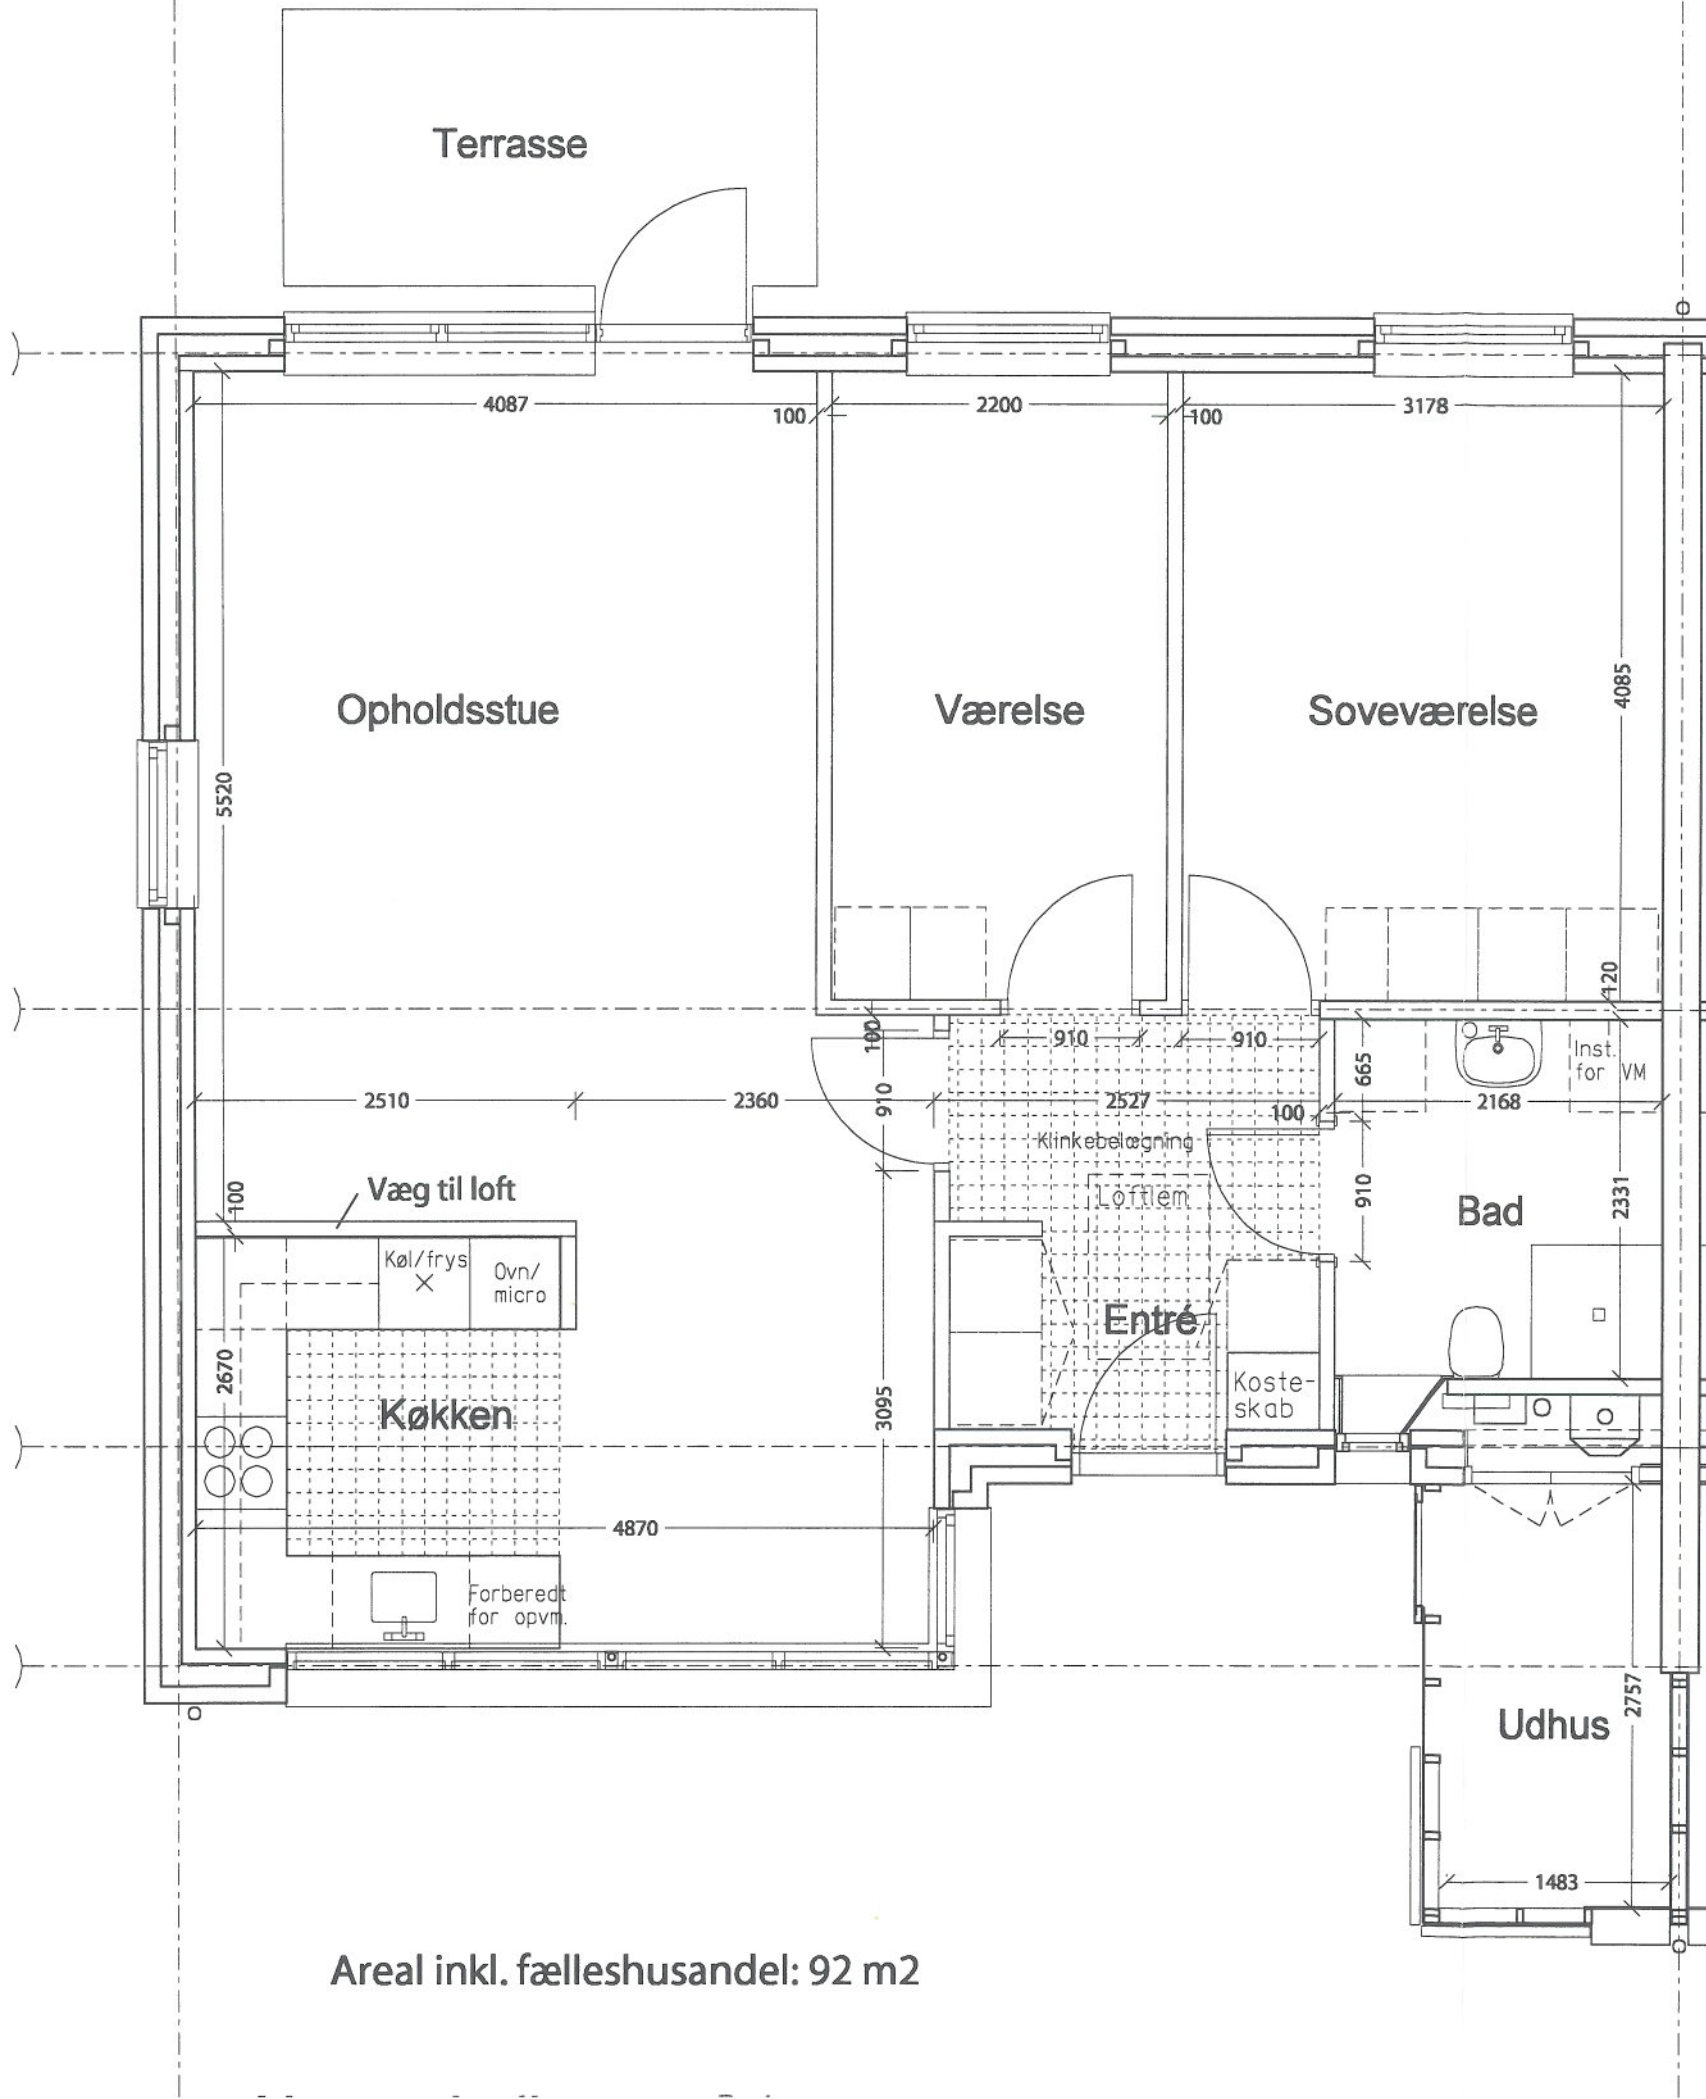 Terrasse
4087
100
2200
100
3178
Opholdsstue
Værelse
Soveværelse
4085
5520
120
100
910
910
665
Inst.
for VM
2510
2360
910
2527
100
2168
Klinkebelægning
Væg til loft
100
Loftlem
910
Bad
2331
Køl/frys
Ovn/
micro
Entré
2670
Køkken
3095
Koste-
skab
4870
Forberedt
for opvm.
2757
Udhus
1483
Areal inkl. fælleshusandel: 92 m2